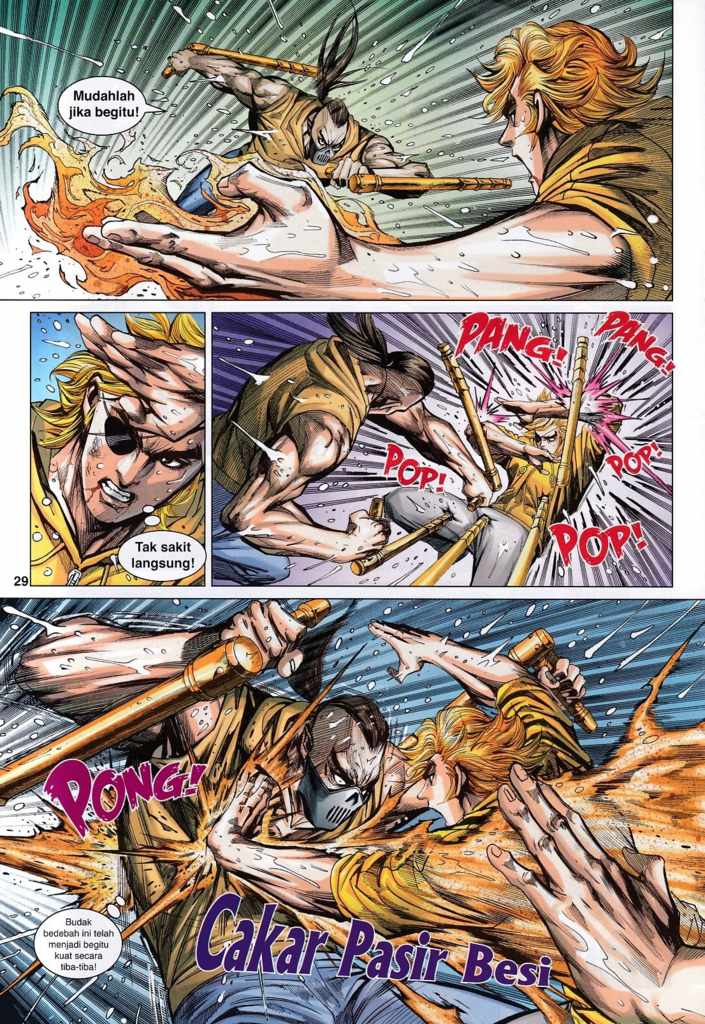 Mudahlah
jika begitu!
Tak sakit
langsung!
PANG!
PANG!
POP!
POP!
POP!
29
PONG!
Budak
bedebah ini telah
menjadi begitu
kuat secara
tiba-tiba!
Cakar Pasir Besi